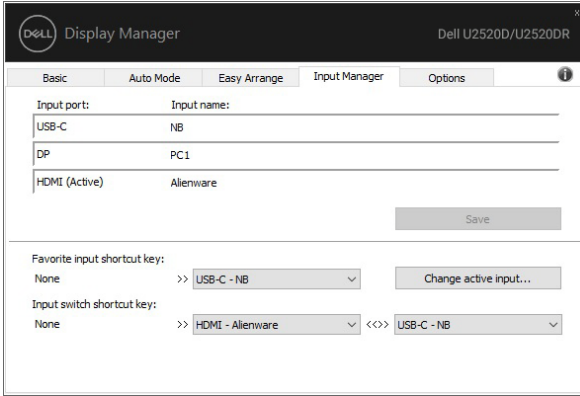 DELL Display Manager Dell U2520D/U2520DR
Basic Auto Mode Easy Arrange Input Manager Options
Input port: Input name:
USB-C NB
DP PC1
HDMI (Active) Alienware
Save
Favorite input shortcut key:
None >> USB-C - NB Change active input...
Input switch shortcut key:
None >> HDMI - Alienware <<>> USB-C - NB